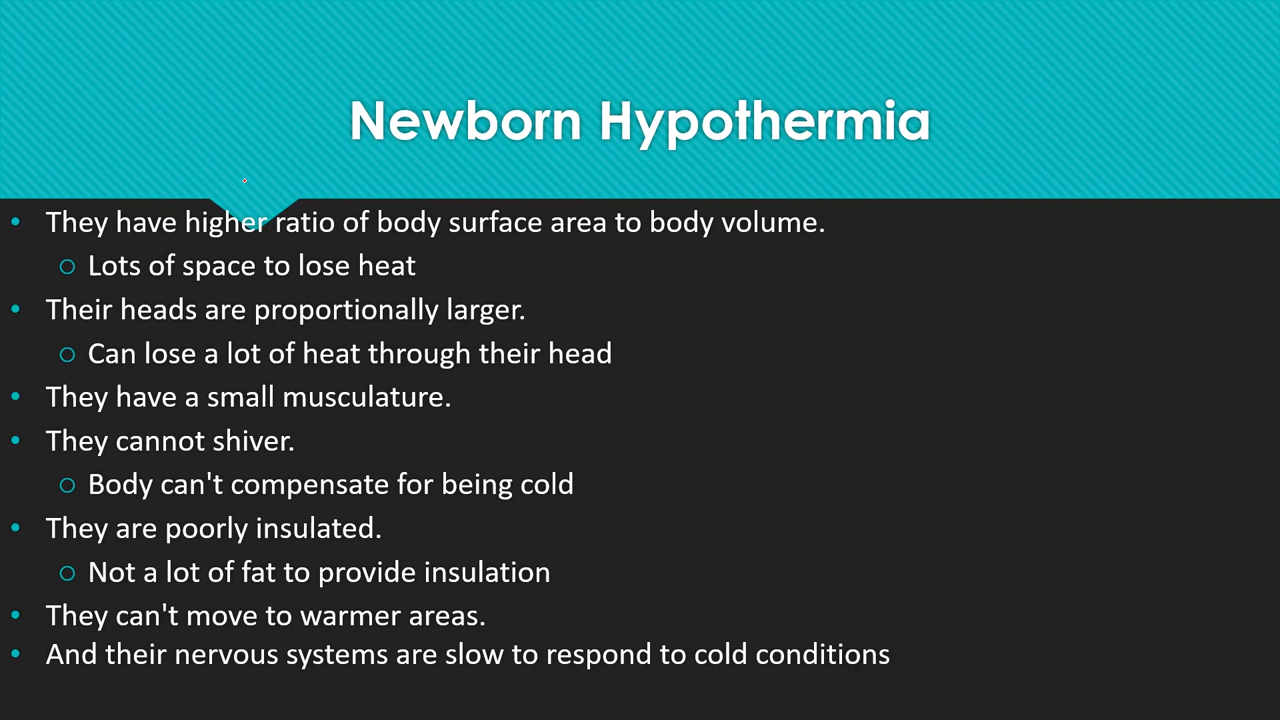 Newborn Hypothermia
• They have higher ratio of body surface area to body volume.
○ Lots of space to lose heat
• Their heads are proportionally larger.
○ Can lose a lot of heat through their head
• They have a small musculature.
• They cannot shiver.
○ Body can't compensate for being cold
• They are poorly insulated.
○ Not a lot of fat to provide insulation
• They can't move to warmer areas.
• And their nervous systems are slow to respond to cold conditions